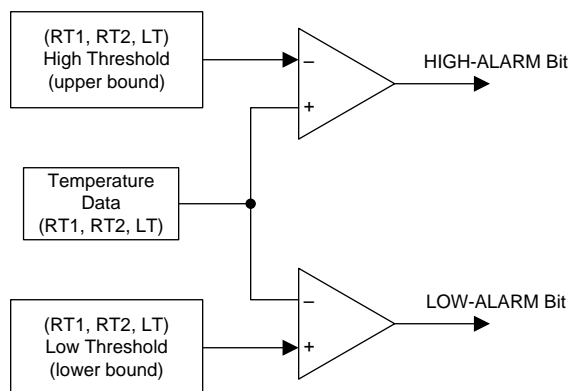 (RT1, RT2, LT)
High Threshold
(upper bound)
−
+
HIGH-ALARM Bit
Temperature
Data
(RT1, RT2, LT)
(RT1, RT2, LT)
Low Threshold
(lower bound)
−
+
LOW-ALARM Bit